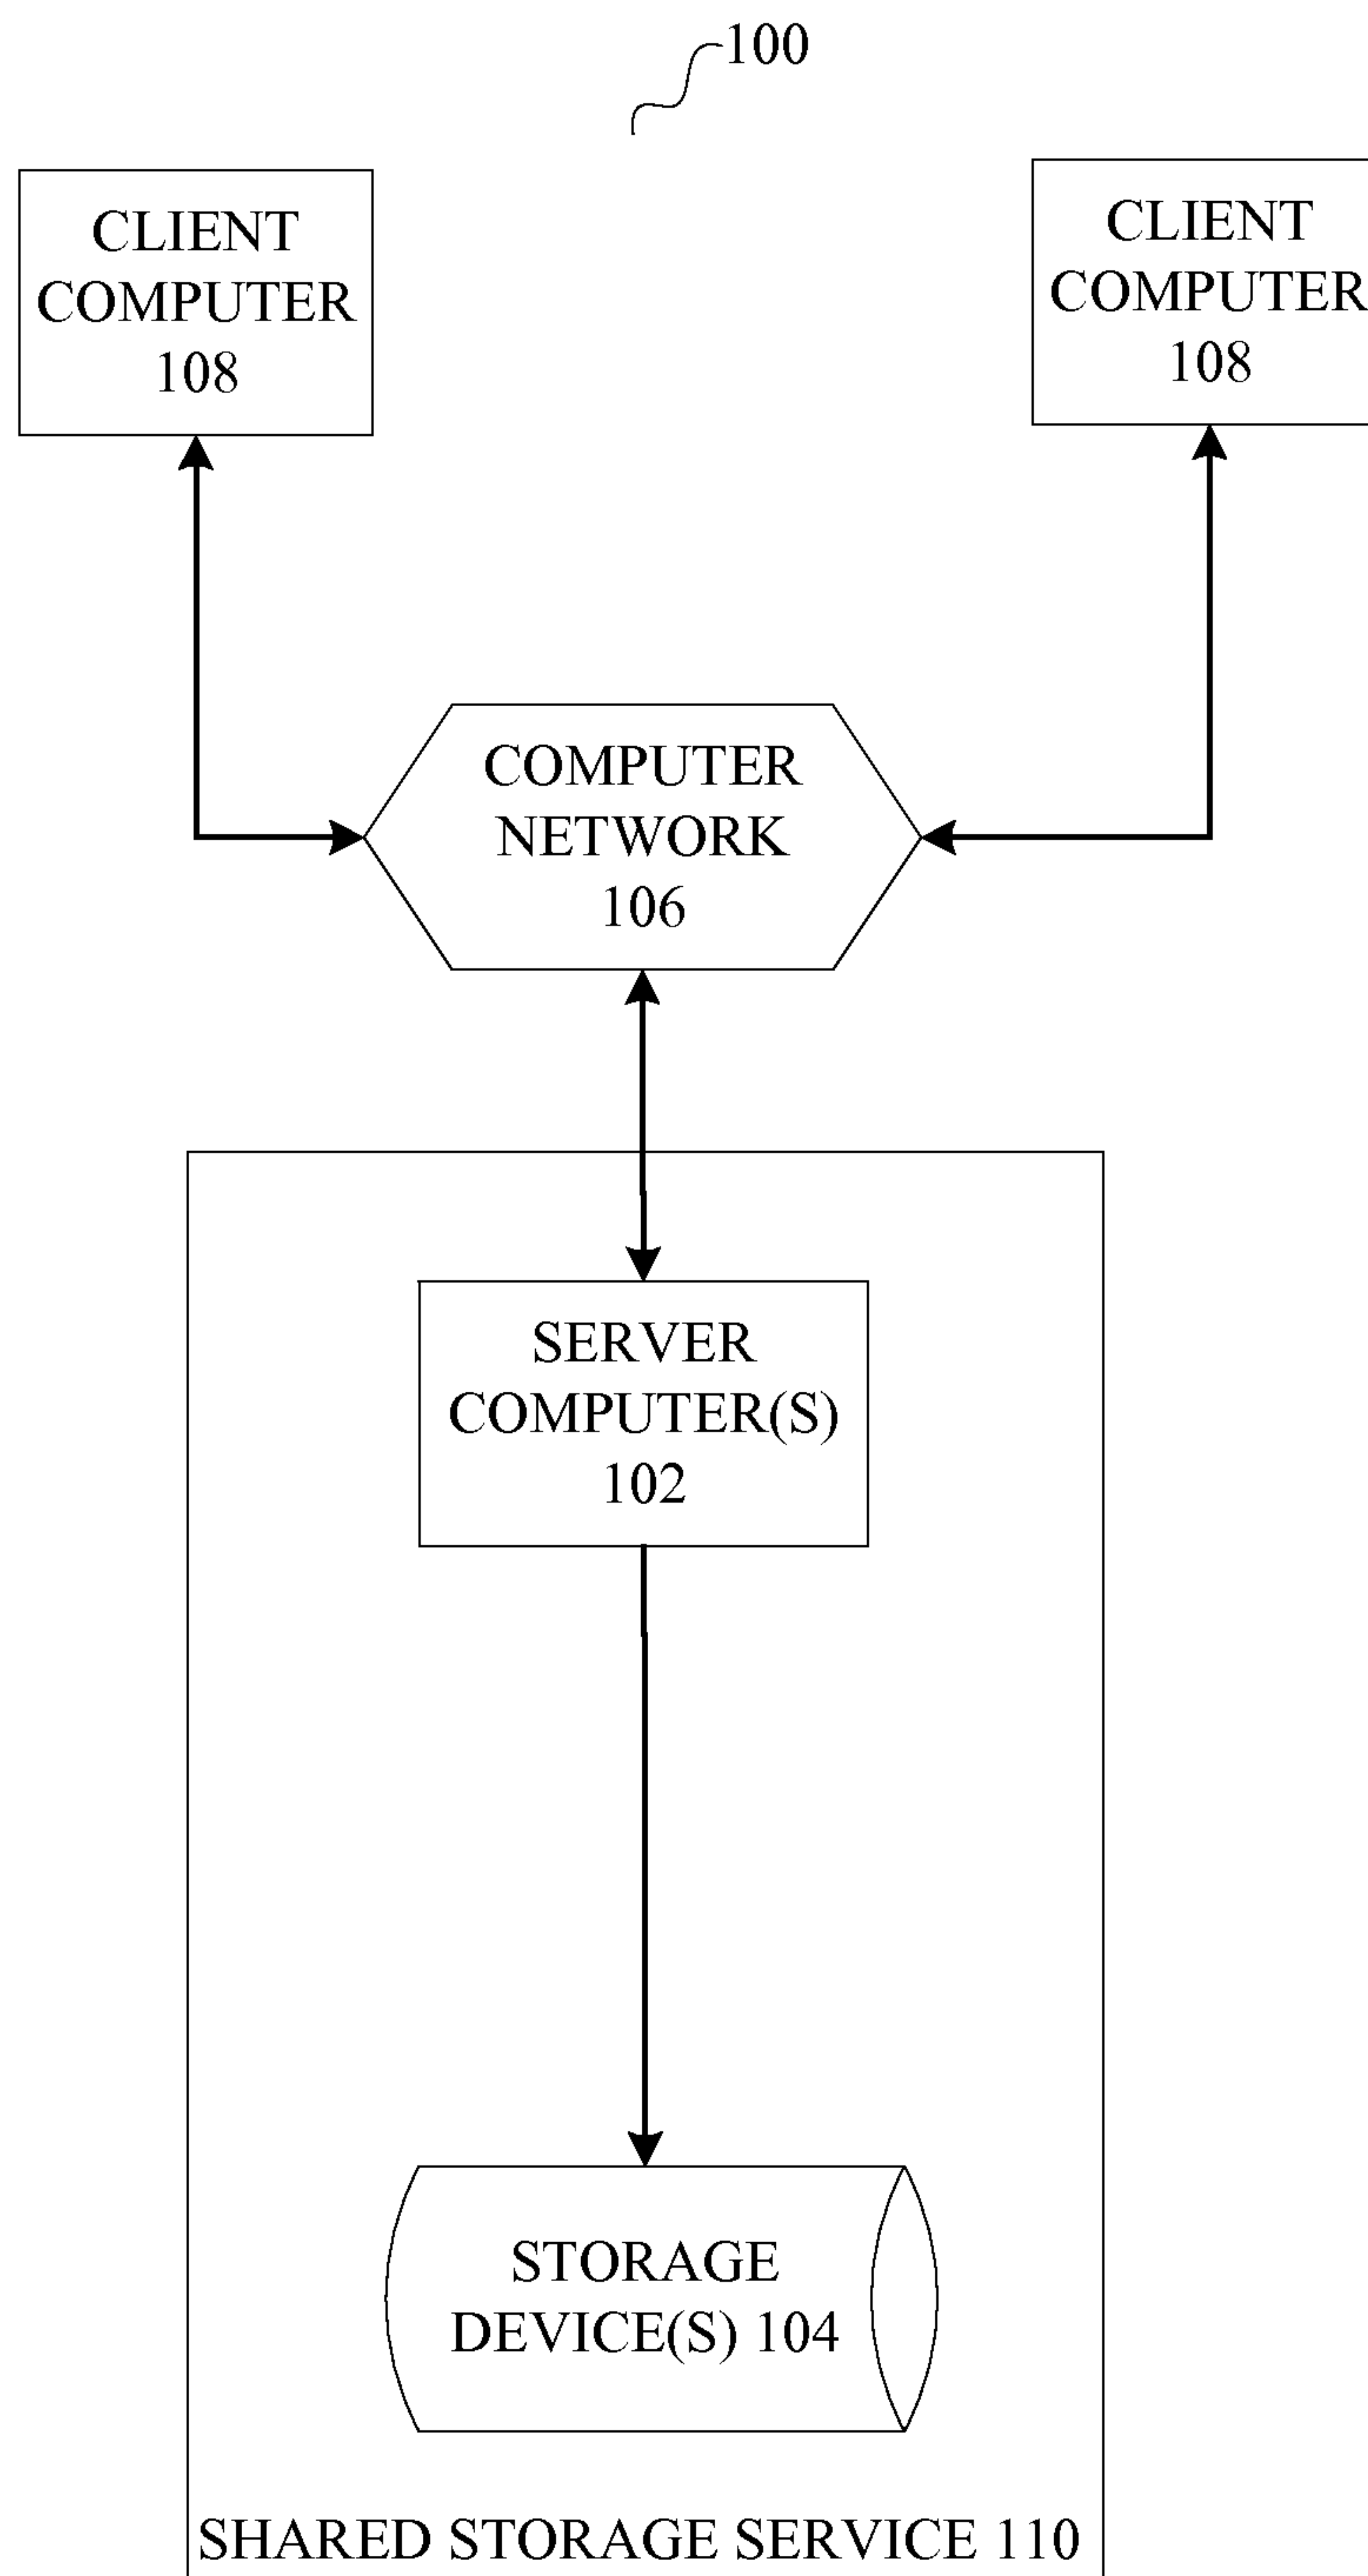 100
CLIENT
COMPUTER
108
CLIENT
COMPUTER
108
COMPUTER
NETWORK
106
SERVER
COMPUTER(S)
102
STORAGE
DEVICE(S) 104
SHARED STORAGE SERVICE 110